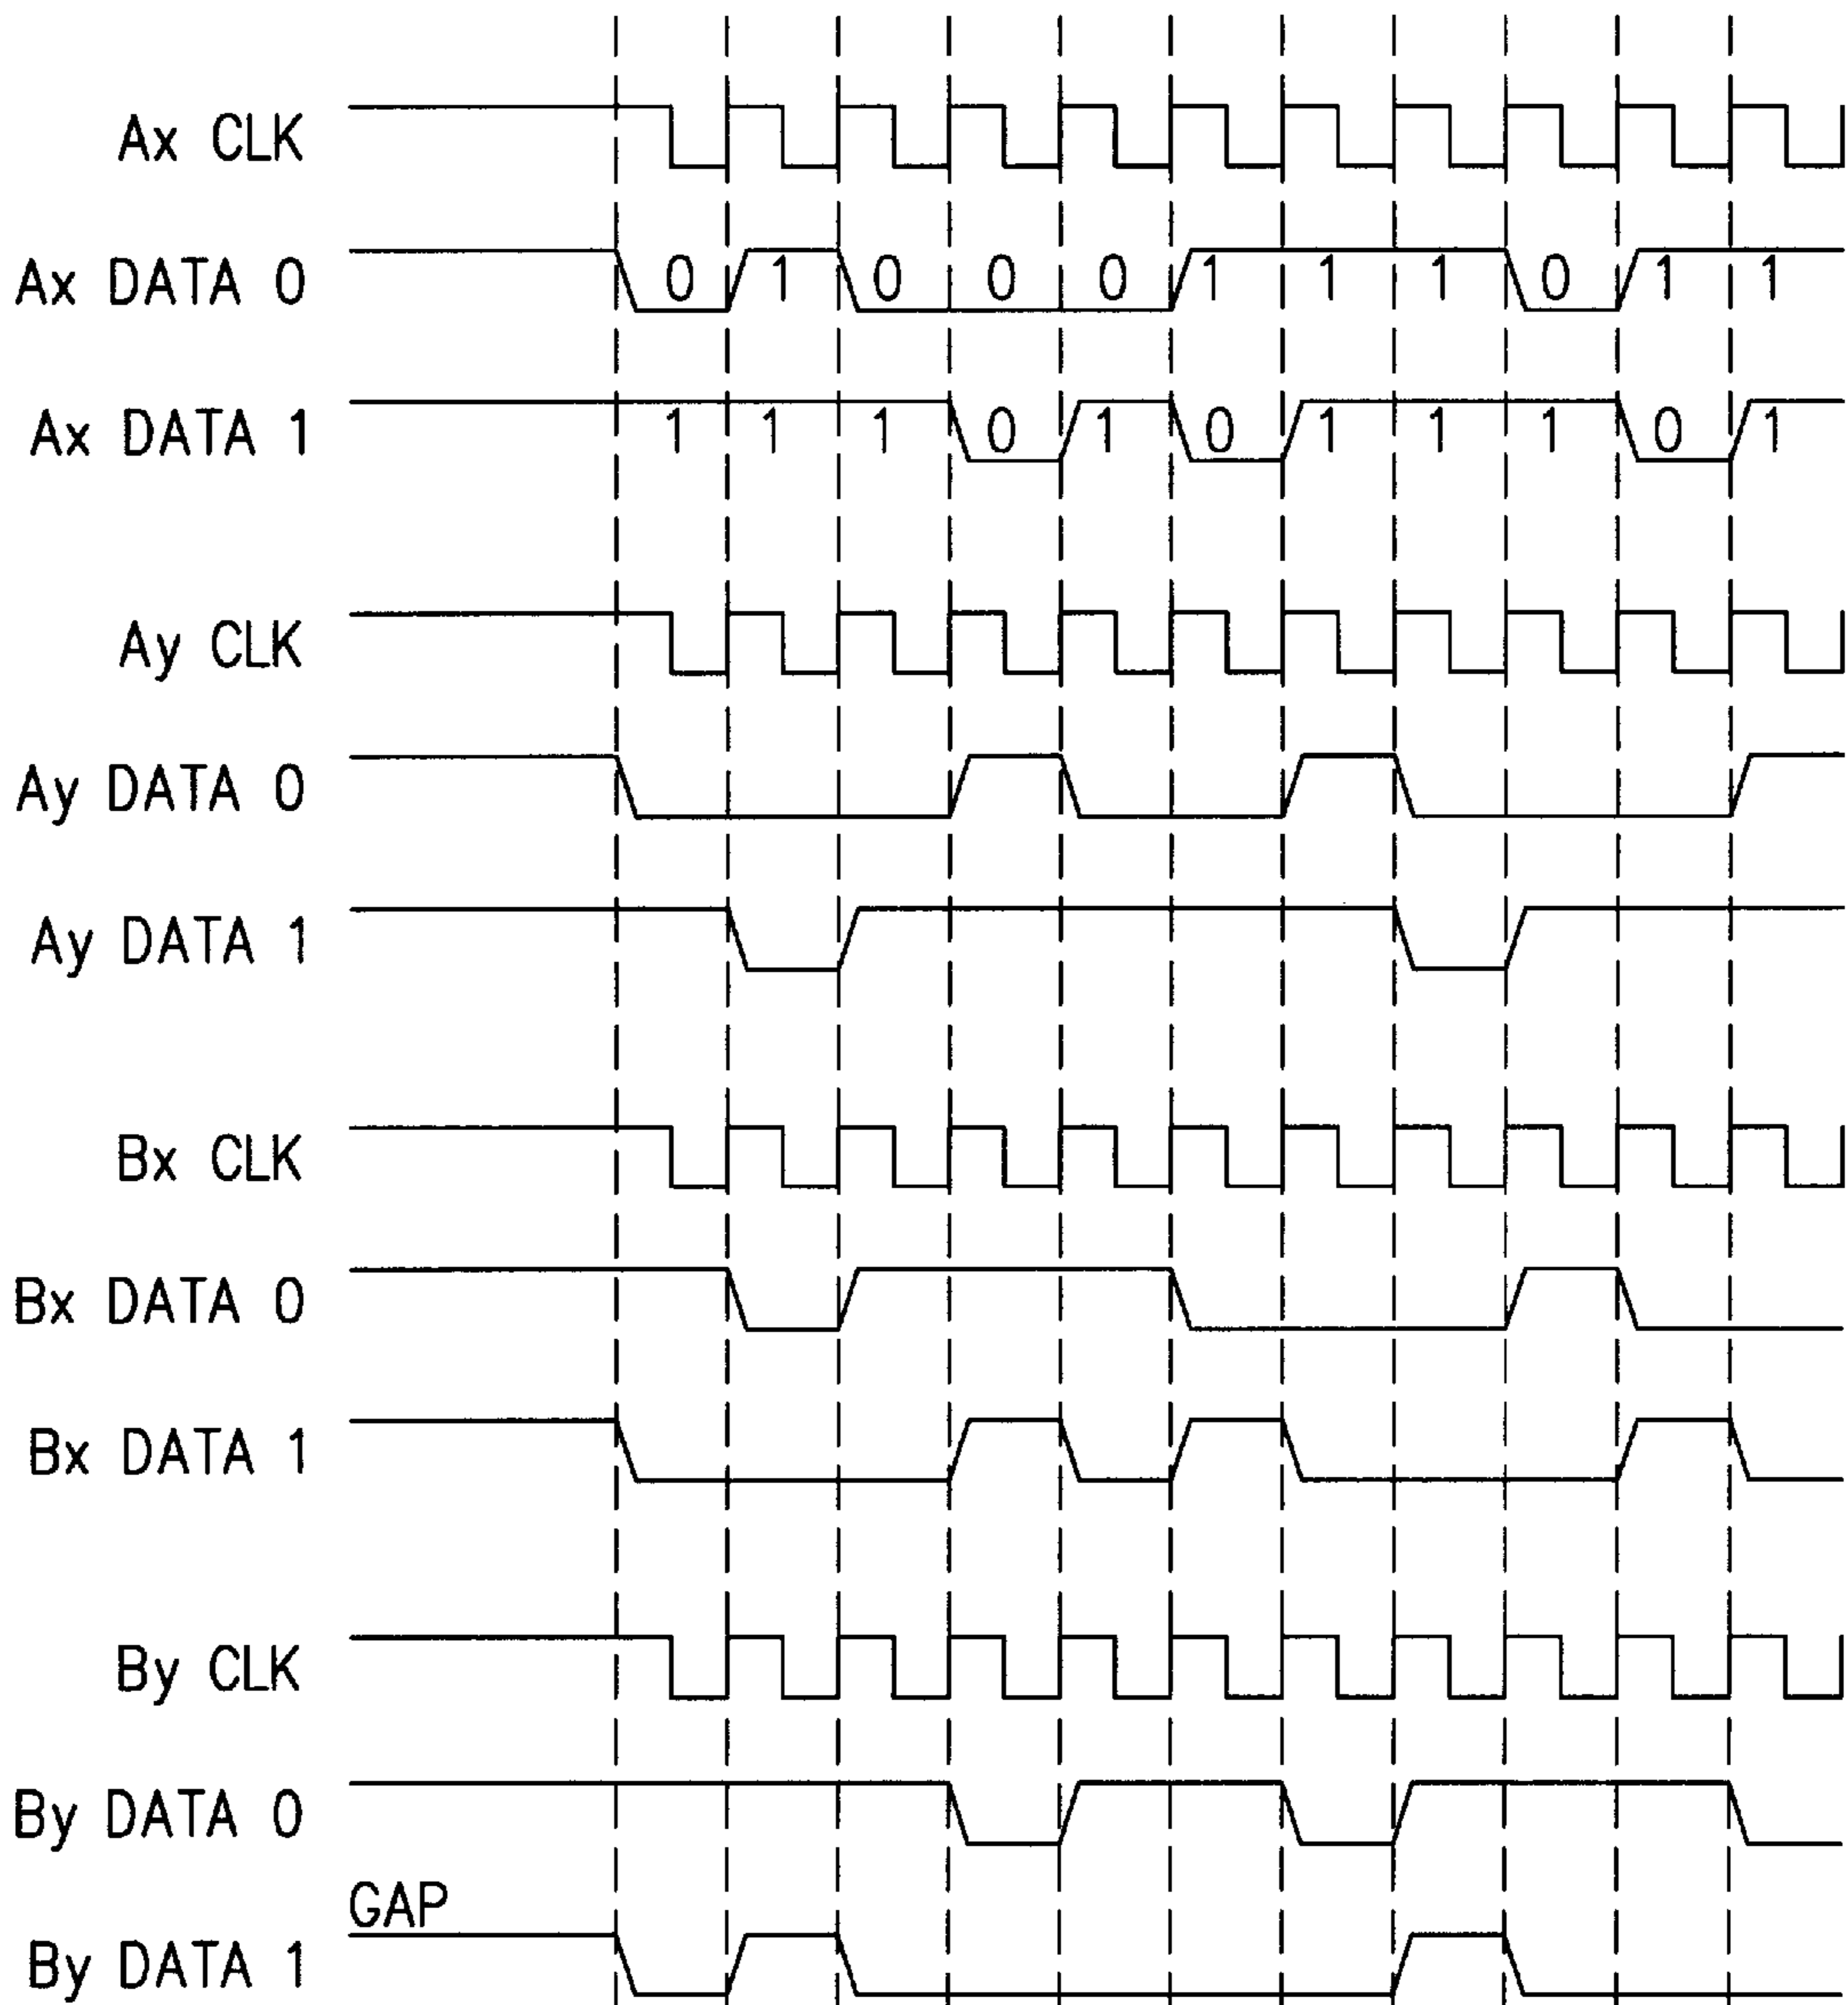 Ax CLK
Ax DATA 0 0 1 0 0 0 1 1 1 0 1 1
Ax DATA 1 1 1 1 0 1 0 1 1 1 0 1
Ay CLK
Ay DATA 0
Ay DATA 1
Bx CLK
Bx DATA 0
Bx DATA 1
By CLK
By DATA 0
GAP
By DATA 1